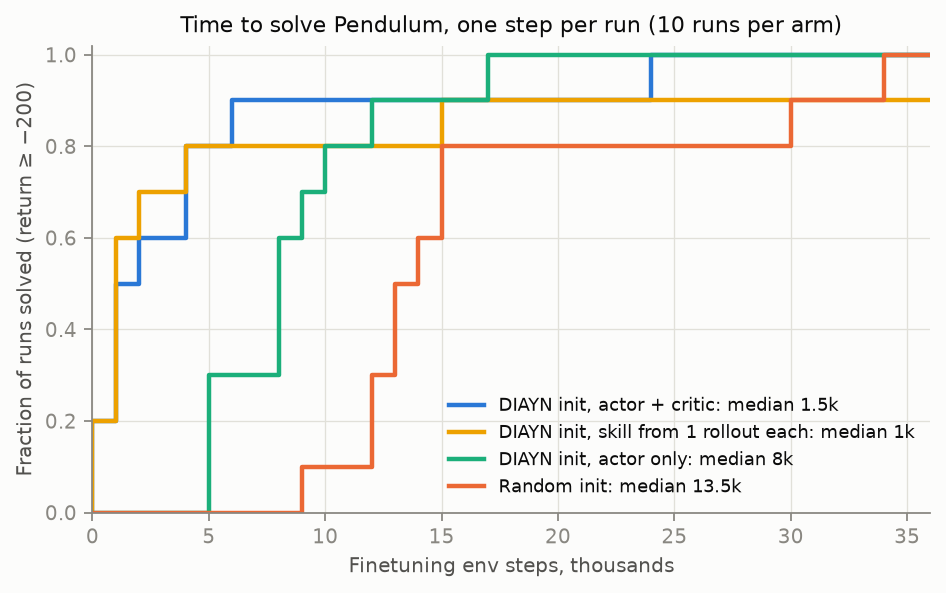 Time to solve Pendulum, one step per run (10 runs per arm)
Fraction of runs solved (return ≥ −200)
1.0
0.8
0.6
0.4
0.2
0.0
DIAYN init, actor + critic: median 1.5k
DIAYN init, skill from 1 rollout each: median 1k
DIAYN init, actor only: median 8k
Random init: median 13.5k
0 5 10 15 20 25 30 35
Finetuning env steps, thousands